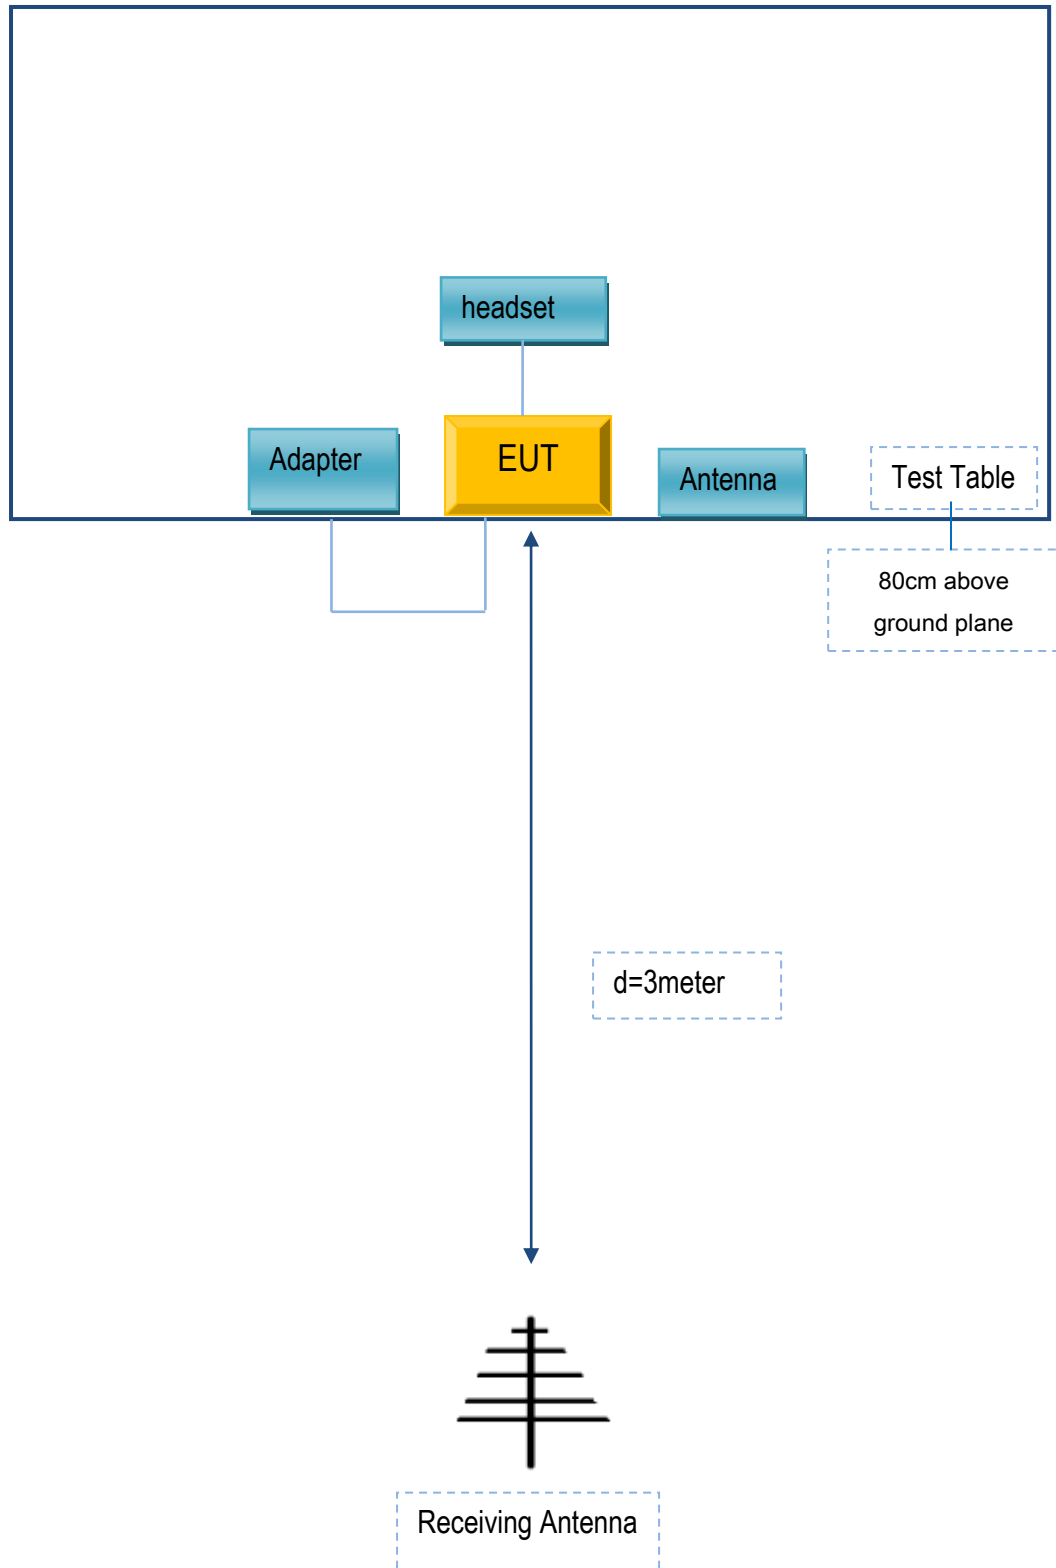 headset
Adapter
EUT
Antenna
Test Table
80cm above
ground plane
d=3meter
Receiving Antenna